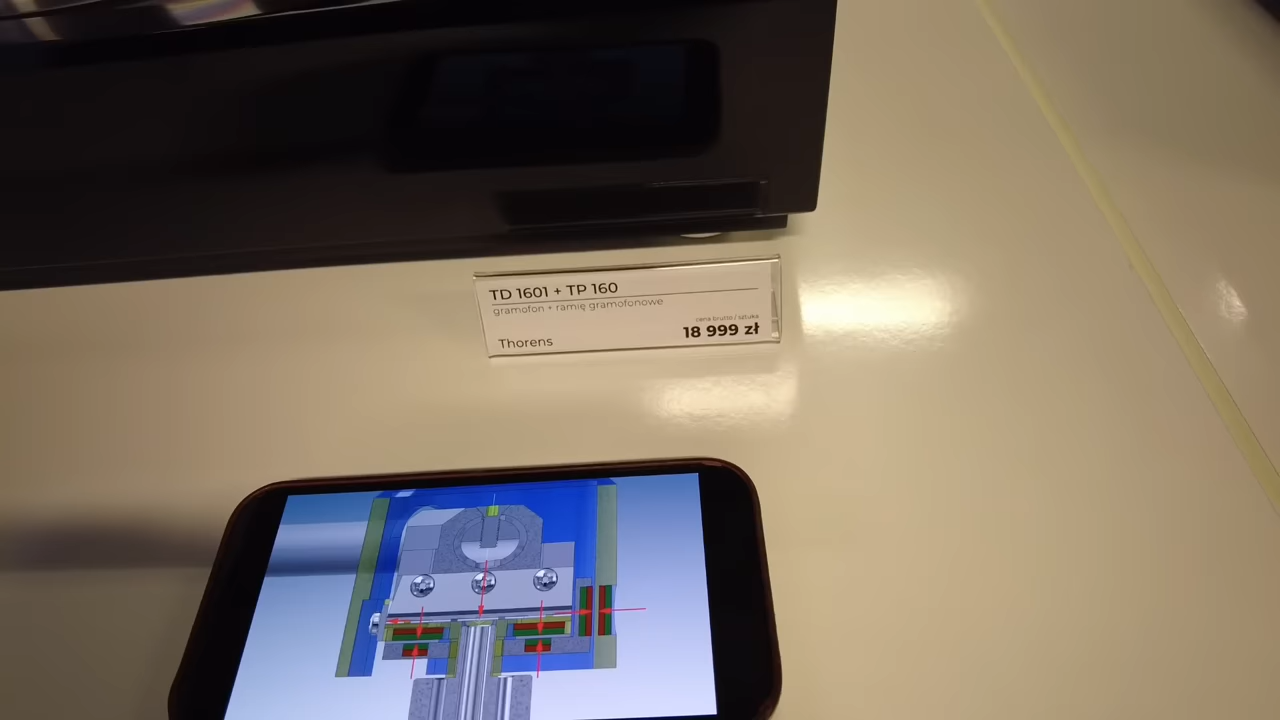 TD 1601 + TP 160
gramofon + ramię gramofonowe
cena brutto / sztuka
18 999 zł
Thorens